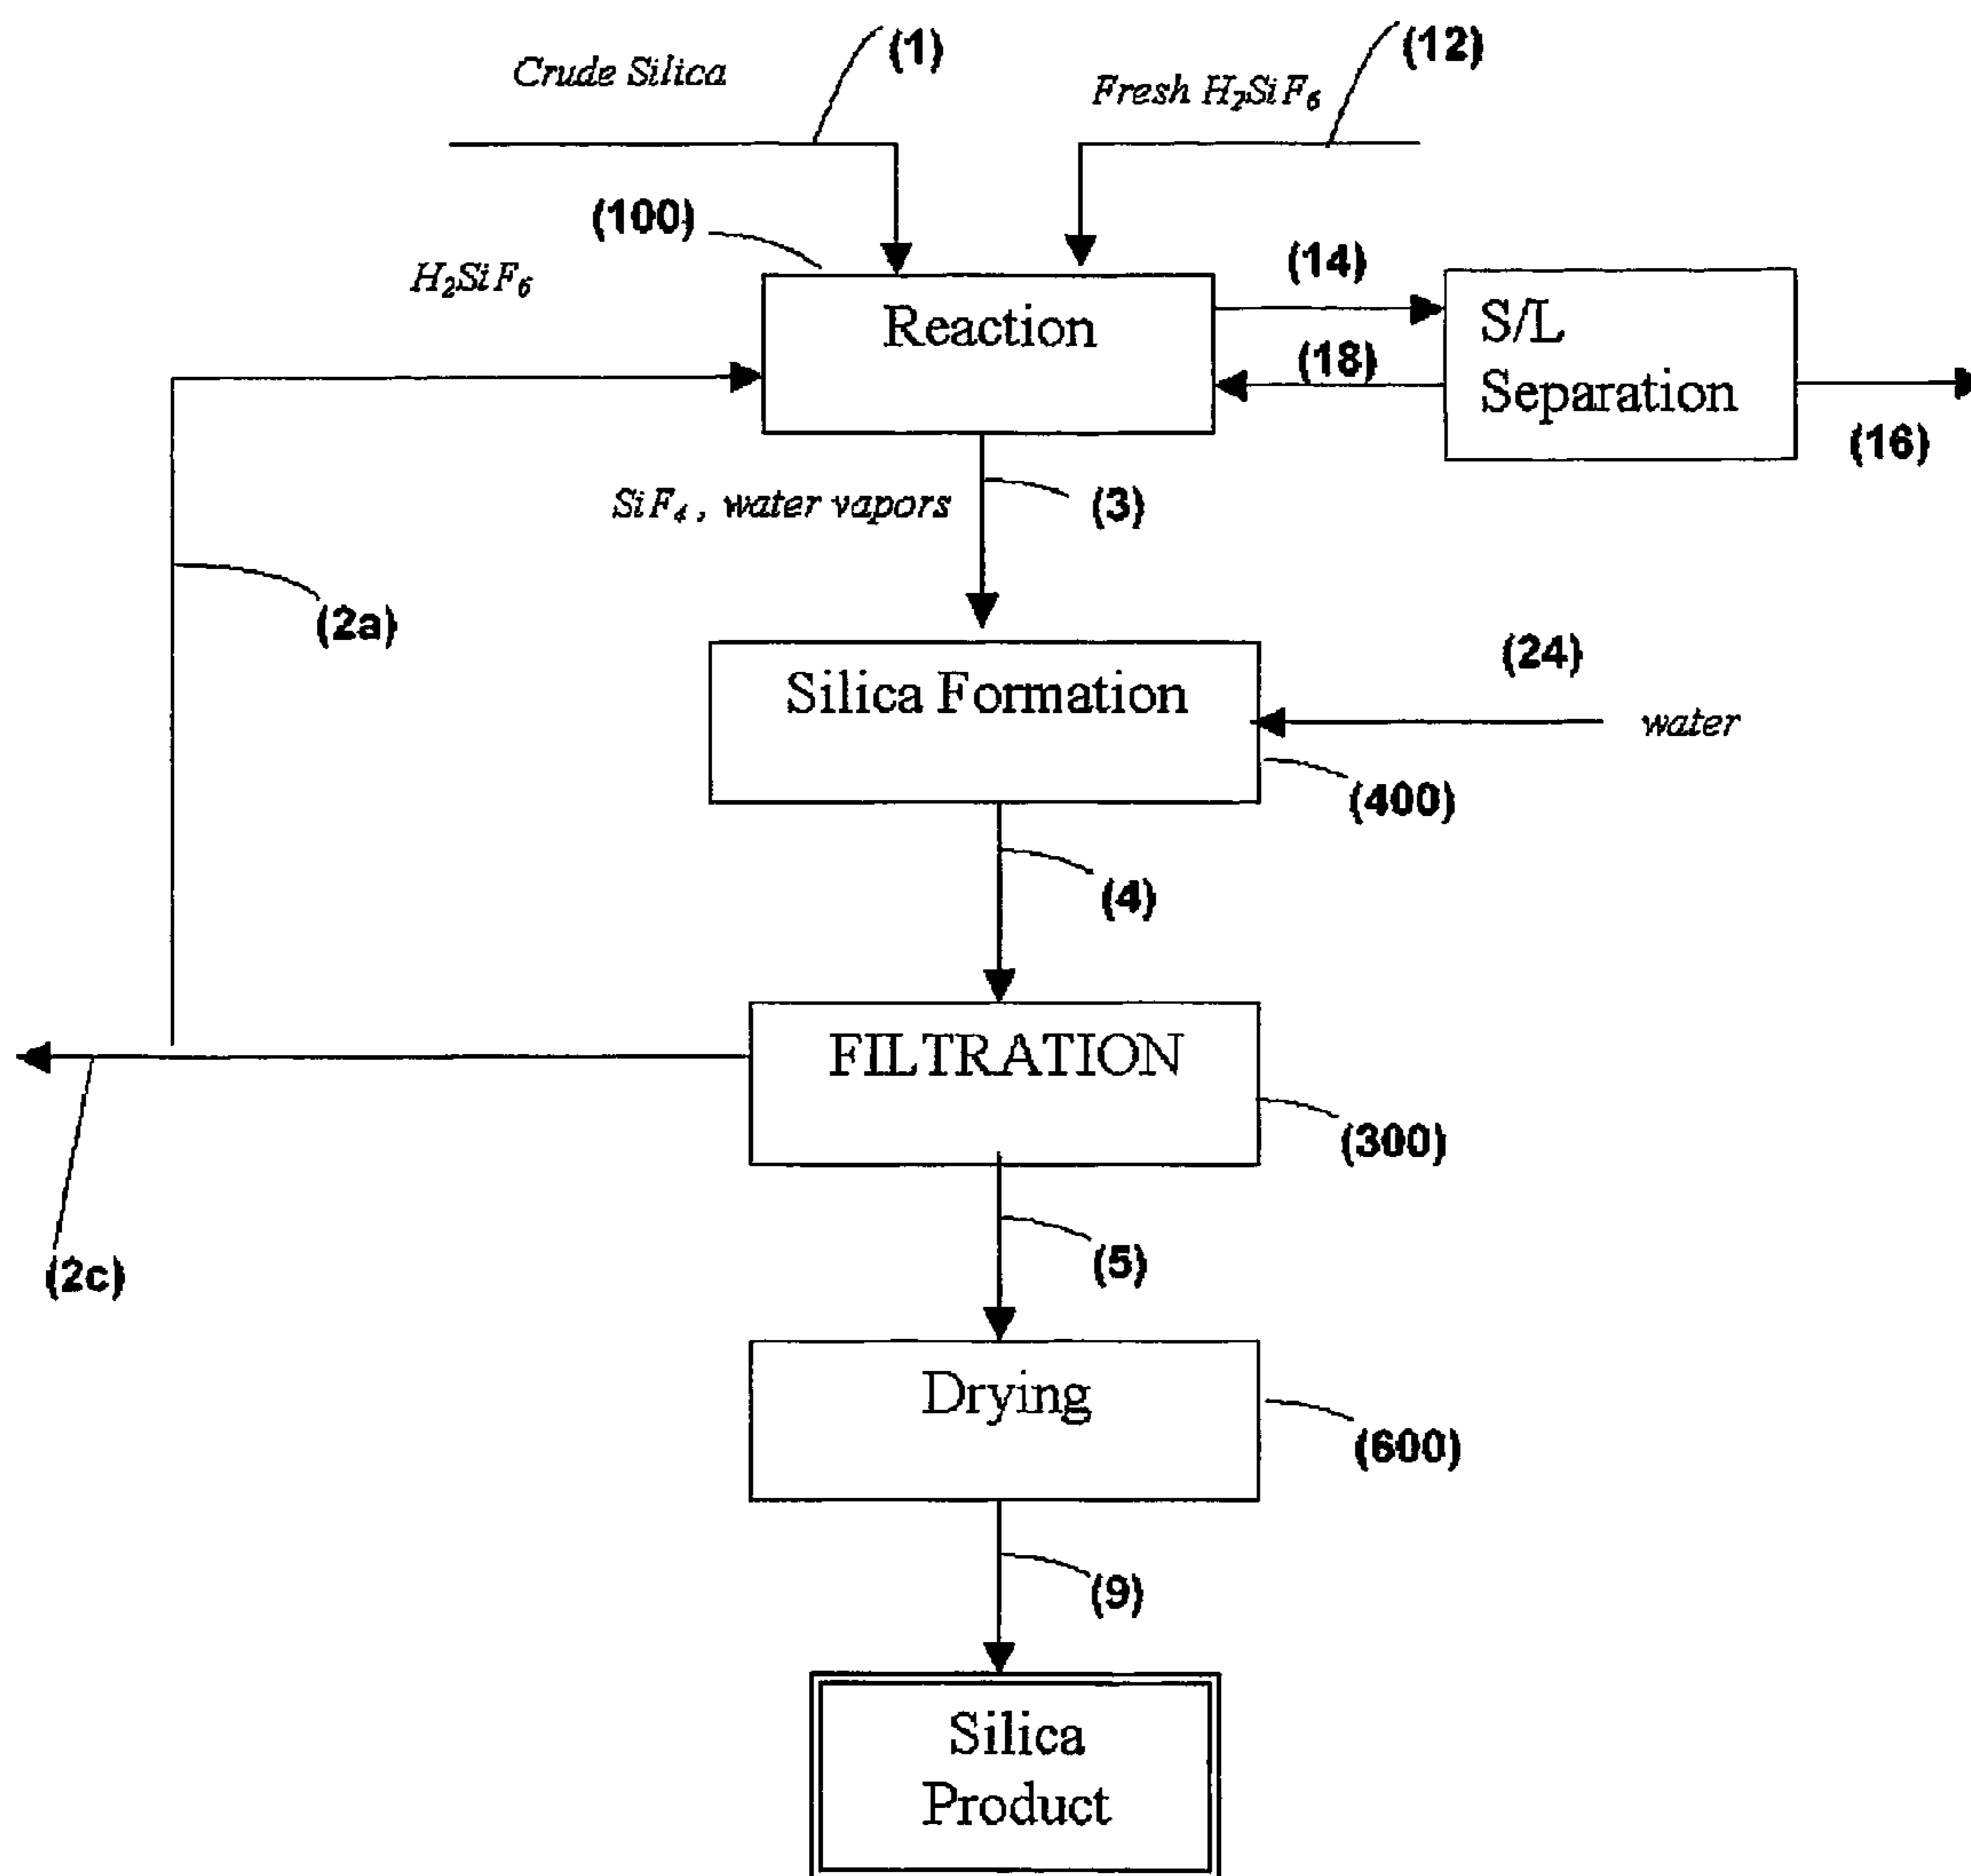 Crude Silica
(1)
Fresh H₂SiF₆
(12)
(100)
H₂SiF₆
Reaction
(14)
(18)
S/L
Separation
(16)
SiF₄ , water vapors
(3)
(2a)
Silica Formation
(24)
water
(400)
(4)
FILTRATION
(300)
(2c)
(5)
Drying
(600)
(9)
Silica
Product